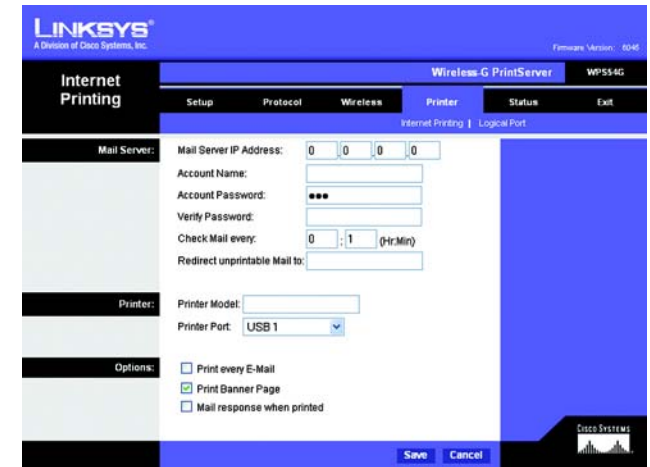 LINKSYS®
A Division of Cisco Systems, Inc.
Firmware Version: 6046
Internet Printing
Wireless-G PrintServer WPS54G
Setup Protocol Wireless Printer Status Exit
Internet Printing | Logical Port
Mail Server:
Mail Server IP Address: 0 . 0 . 0 . 0
Account Name:
Account Password: •••
Verify Password:
Check Mail every: 0 : 1 (Hr:Min)
Redirect unprintable Mail to:
Printer:
Printer Model:
Printer Port: USB 1
Options:
Print every E-Mail
Print Banner Page
Mail response when printed
CISCO SYSTEMS
Save Cancel